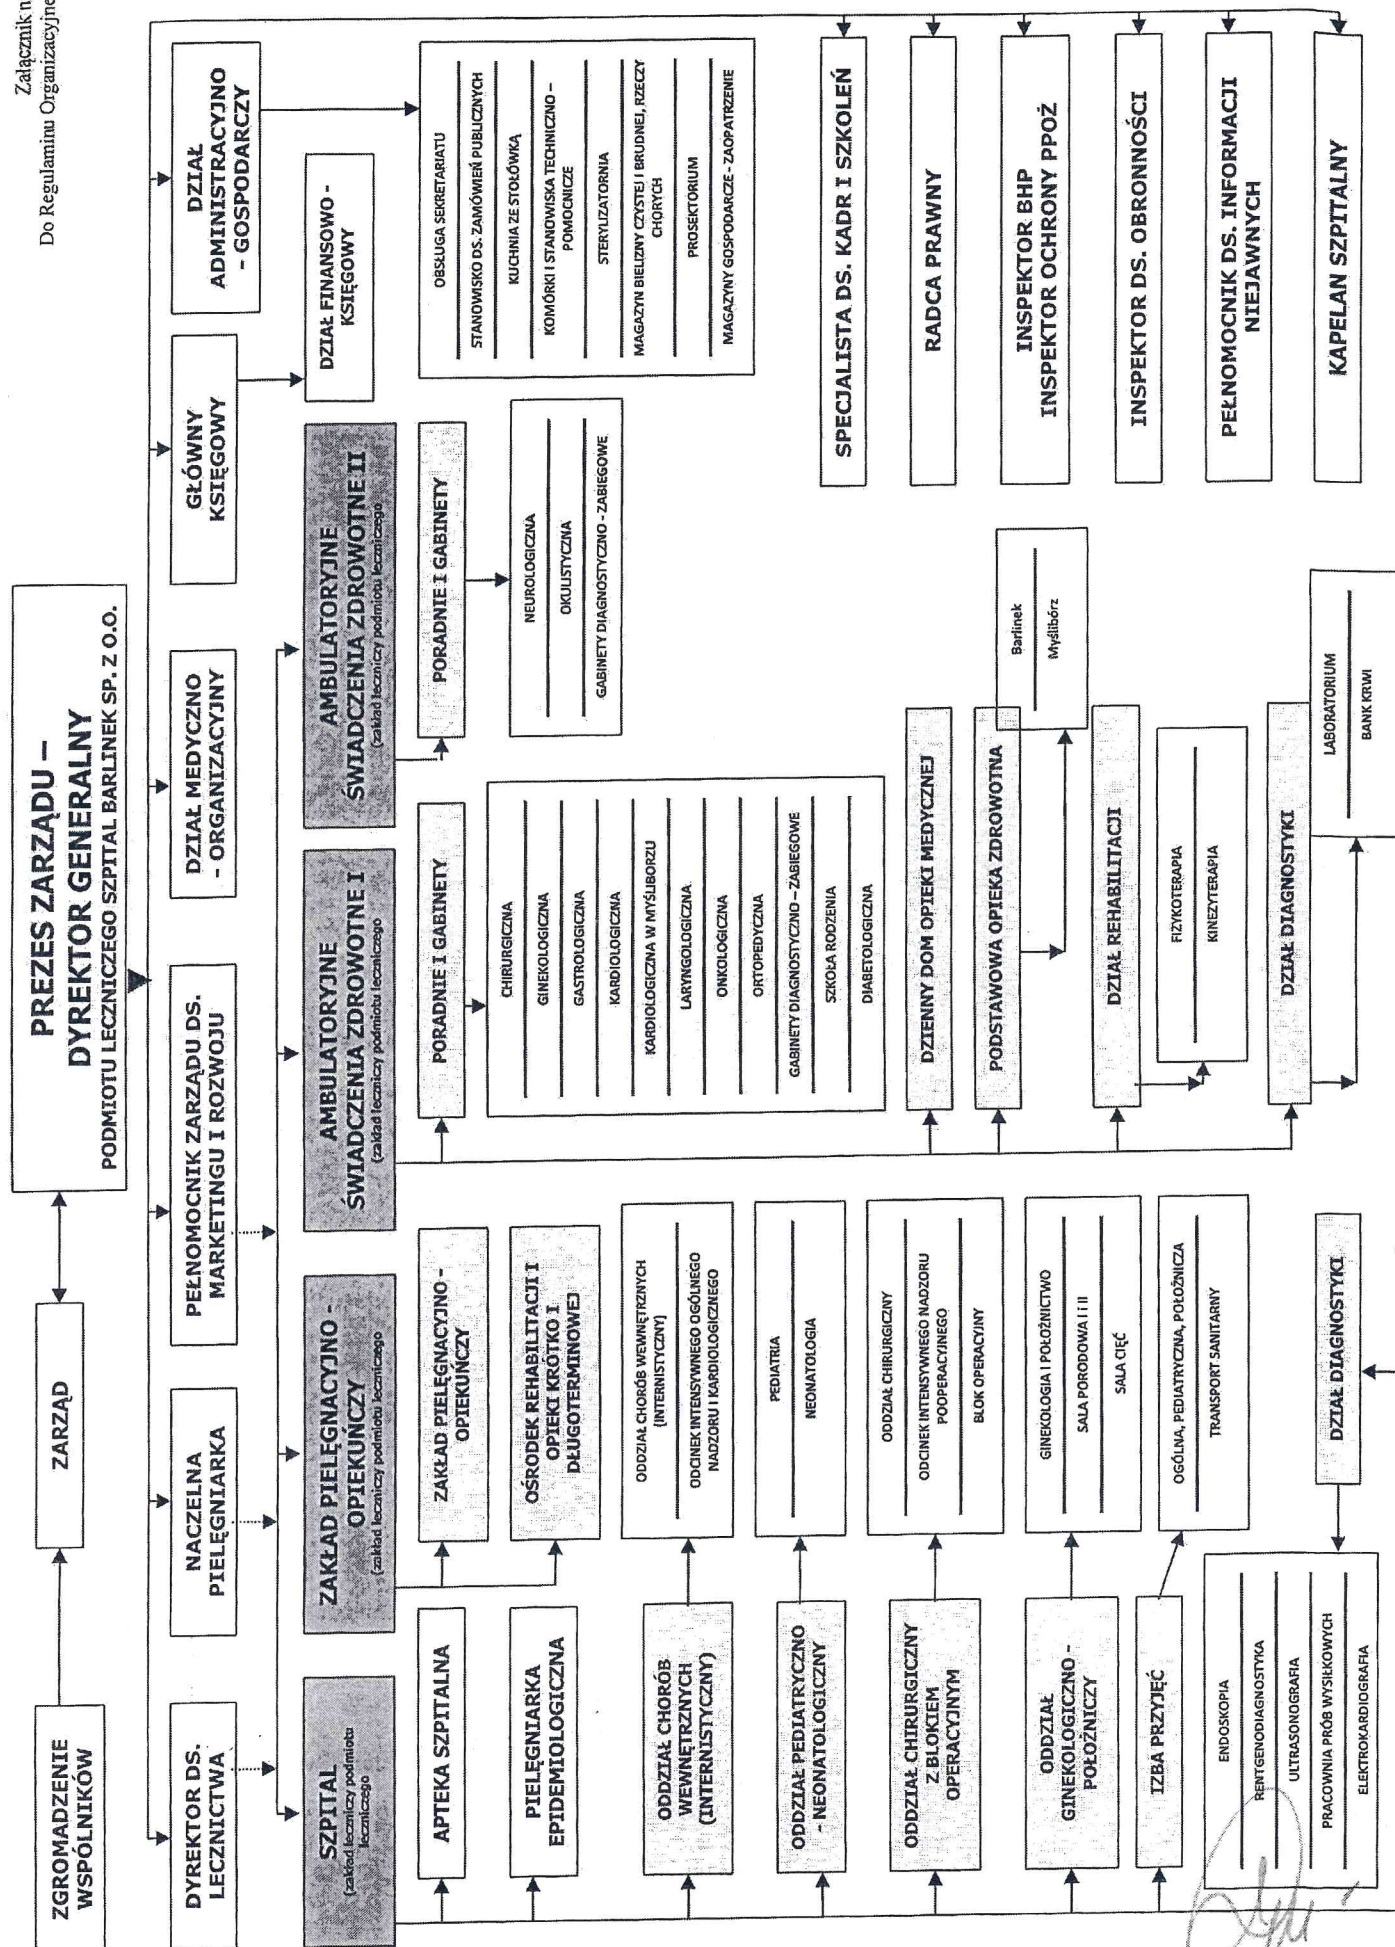 Załącznik n
Do Regulaminu Organizacyjne
ZGROMADZENIE
WSPÓLNIKÓW
ZARZĄD
PREZES ZARZĄDU –
DYREKTOR GENERALNY
PODMIOTU LECZNICZEGO SZPITAL BARLINEK SP. Z O.O.
DYREKTOR DS.
LECZNICTWA
NACZELNA
PIELĘGNIARKA
PEŁNOMOCNIK ZARZĄDU DS.
MARKETINGU I ROZWOJU
DZIAŁ MEDYCZNO
- ORGANIZACYJNY
GŁÓWNY
KSIĘGOWY
DZIAŁ
ADMINISTRACYJNO
- GOSPODARCZY
SZPITAL
(zakład leczniczy podmiotu
leczniczego
ZAKŁAD PIELĘGNACYJNO -
OPIEKUŃCZY
(zakład leczniczy podmiotu leczniczego
AMBULATORYJNE
ŚWIADCZENIA ZDROWOTNE I
(zakład leczniczy podmiotu leczniczego
AMBULATORYJNE
ŚWIADCZENIA ZDROWOTNE II
(zakład leczniczy podmiotu leczniczego
DZIAŁ FINANSOWO -
KSIĘGOWY
APTEKA SZPITALNA
PIELĘGNIARKA
EPIDEMIOLOGICZNA
ODDZIAŁ CHORÓB
WEWNĘTRZNYCH
(INTERNISTYCZNY)
ODDZIAŁ PEDIATRYCZNO
- NEONATOLOGICZNY
ODDZIAŁ CHIRURGICZNY
Z BLOKIEM
OPERACYJNYM
ODDZIAŁ
GINEKOLOGICZNO –
POŁOŻNICZY
IZBA PRZYJĘĆ
ENDOSKOPIA
RENTGENODIAGNOSTYKA
ULTRASONOGRAFIA
PRACOWNIA PRÓB WYSIŁKOWYCH
ELEKTROKARDIOGRAFIA
ZAKŁAD PIELĘGNACYJNO –
OPIEKUŃCZY
OŚRODEK REHABILITACJI I
OPIEKI KRÓTKO I
DŁUGOTERMINOWEJ
ODDZIAŁ CHORÓB WEWNĘTRZNYCH
(INTERNISTYCZNY)
ODCINEK INTENSYWNEGO OGÓLNEGO
NADZORU I KARDIOLOGICZNEGO
PEDIATRIA
NEONATOLOGIA
ODDZIAŁ CHIRURGICZNY
ODCINEK INTENSYWNEGO NADZORU
POOPERACYJNEGO
BLOK OPERACYJNY
GINEKOLOGIA I POŁOŻNICTWO
SALA PORODOWA I i II
SALA CIĘĆ
OGÓLNA, PEDIATRYCZNA, POŁOŻNICZA
TRANSPORT SANITARNY
DZIAŁ DIAGNOSTYKI
PORADNIE I GABINETY
CHIRURGICZNA
GINEKOLOGICZNA
GASTROLOGICZNA
KARDIOLOGICZNA
KARDIOLOGICZNA W MYŚLIBORZU
LARYNGOLOGICZNA
ONKOLOGICZNA
ORTOPEDYCZNA
GABINETY DIAGNOSTYCZNO – ZABIEGOWE
SZKOŁA RODZENIA
DIABETOLOGICZNA
DZIENNY DOM OPIEKI MEDYCZNEJ
PODSTAWOWA OPIEKA ZDROWOTNA
Barlinek
Myślibórz
DZIAŁ REHABILITACJI
FIZYKOTERAPIA
KINEZYTERAPIA
DZIAŁ DIAGNOSTYKI
LABORATORIUM
BANK KRWI
PORADNIE I GABINETY
NEUROLOGICZNA
OKULISTYCZNA
GABINETY DIAGNOSTYCZNO - ZABIEGOWE
OBSŁUGA SEKRETARIATU
STANOWISKO DS. ZAMÓWIEŃ PUBLICZNYCH
KUCHNIA ZE STOŁÓWKĄ
KOMÓRKI I STANOWISKA TECHNICZNO –
POMOCNICZE
STERYLIZATORNIA
MAGAZYN BIELIZNY CZYSTEJ I BRUDNEJ, RZECZY
CHORYCH
PROSEKTORIUM
MAGAZYNY GOSPODARCZE - ZAOPATRZENIE
SPECJALISTA DS. KADR I SZKOLEŃ
RADCA PRAWNY
INSPEKTOR BHP
INSPEKTOR OCHRONY PPOŻ
INSPEKTOR DS. OBRONNOŚCI
PEŁNOMOCNIK DS. INFORMACJI
NIEJAWNYCH
KAPELAN SZPITALNY